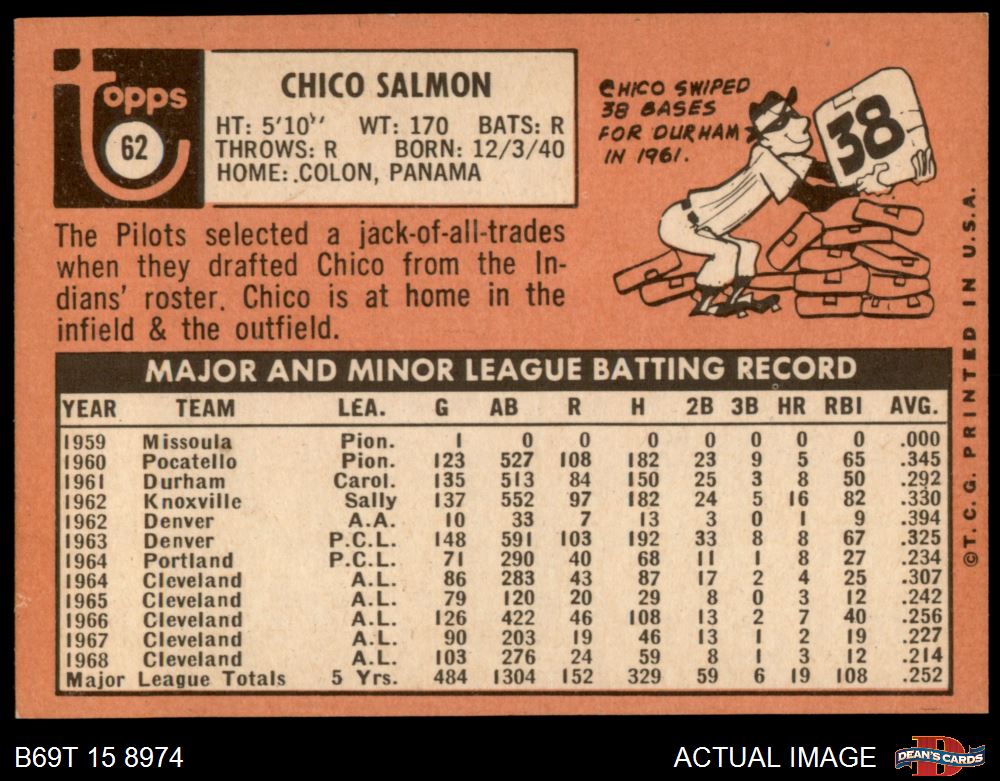 topps
62
CHICO SALMON
HT: 5'10" WT: 170 BATS: R
THROWS: R BORN: 12/3/40
HOME: COLON, PANAMA
CHICO SWIPED
38 BASES
FOR DURHAM
IN 1961.
38
The Pilots selected a jack-of-all-trades
when they drafted Chico from the In-
dians' roster. Chico is at home in the
infield & the outfield.
MAJOR AND MINOR LEAGUE BATTING RECORD
YEAR TEAM LEA. G AB R H 2B 3B HR RBI AVG.
1959 Missoula Pion. 1 0 0 0 0 0 0 0 .000
1960 Pocatello Pion. 123 527 108 182 23 9 5 65 .345
1961 Durham Carol. 135 513 84 150 25 3 8 50 .292
1962 Knoxville Sally 137 552 97 182 24 5 16 82 .330
1962 Denver A.A. 10 33 7 13 3 0 1 9 .394
1963 Denver P.C.L. 148 591 103 192 33 8 8 67 .325
1964 Portland P.C.L. 71 290 40 68 11 1 8 27 .234
1964 Cleveland A.L. 86 283 43 87 17 2 4 25 .307
1965 Cleveland A.L. 79 120 20 29 8 0 3 12 .242
1966 Cleveland A.L. 126 422 46 108 13 2 7 40 .256
1967 Cleveland A.L. 90 203 19 46 13 1 2 19 .227
1968 Cleveland A.L. 103 276 24 59 8 1 3 12 .214
Major League Totals 5 Yrs. 484 1304 152 329 59 6 19 108 .252
©T. C. G. PRINTED IN U.S.A.
B69T 15 8974
ACTUAL IMAGE
D
DEAN'S CARDS